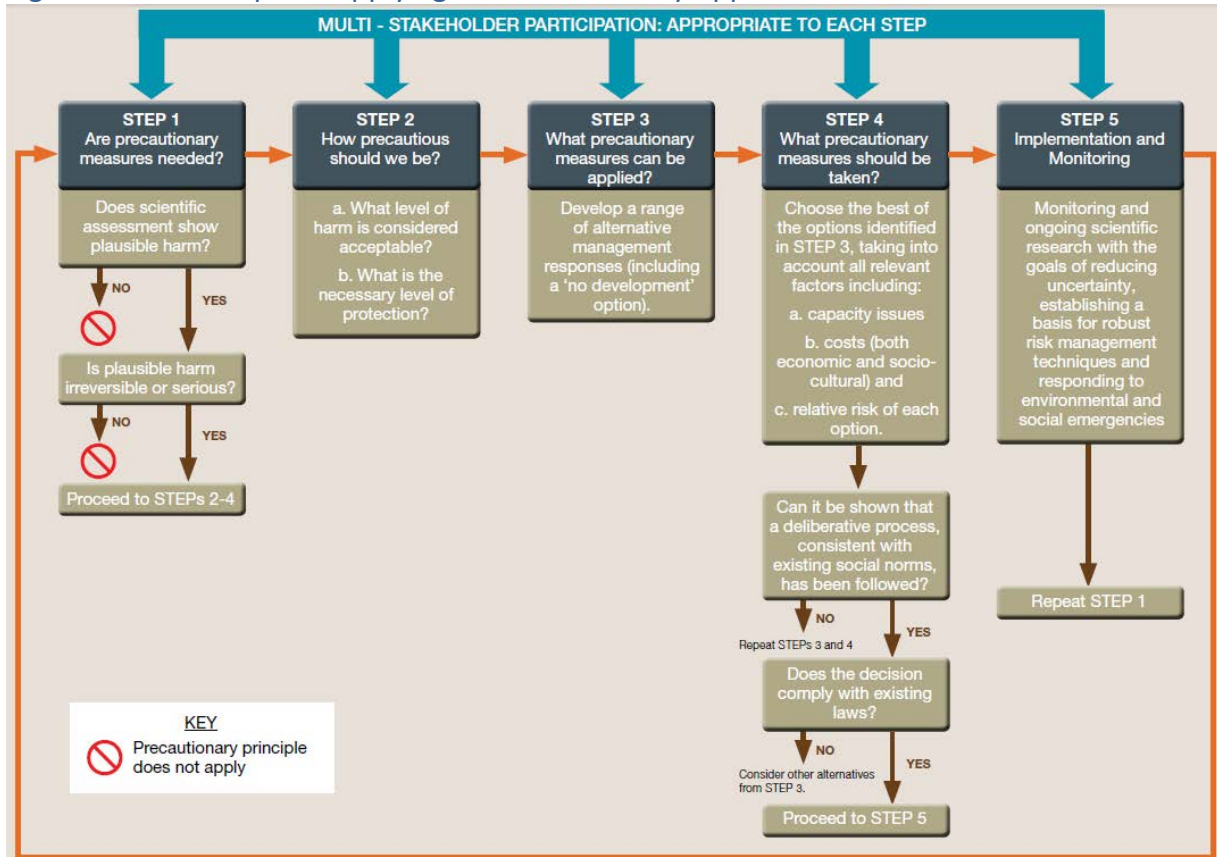 MULTI - STAKEHOLDER PARTICIPATION: APPROPRIATE TO EACH STEP
STEP 1
Are precautionary
measures needed?
Does scientific
assessment show
plausible harm?
NO
YES
Is plausible harm
irreversible or serious?
NO
YES
Proceed to STEPs 2-4
STEP 2
How precautious
should we be?
a. What level of
harm is considered
acceptable?
b. What is the
necessary level of
protection?
STEP 3
What precautionary
measures can be
applied?
Develop a range
of alternative
management
responses (including
a ‘no development’
option).
STEP 4
What precautionary
measures should be
taken?
Choose the best of
the options identified
in STEP 3, taking into
account all relevant
factors including:
a. capacity issues
b. costs (both
economic and socio-
cultural) and
c. relative risk of each
option.
Can it be shown that
a deliberative process,
consistent with
existing social norms,
has been followed?
NO
YES
Repeat STEPs 3 and 4
Does the decision
comply with existing
laws?
NO
YES
Consider other alternatives
from STEP 3.
Proceed to STEP 5
STEP 5
Implementation and
Monitoring
Monitoring and
ongoing scientific
research with the
goals of reducing
uncertainty,
establishing a
basis for robust
risk management
techniques and
responding to
environmental and
social emergencies
Repeat STEP 1
KEY
Precautionary principle
does not apply